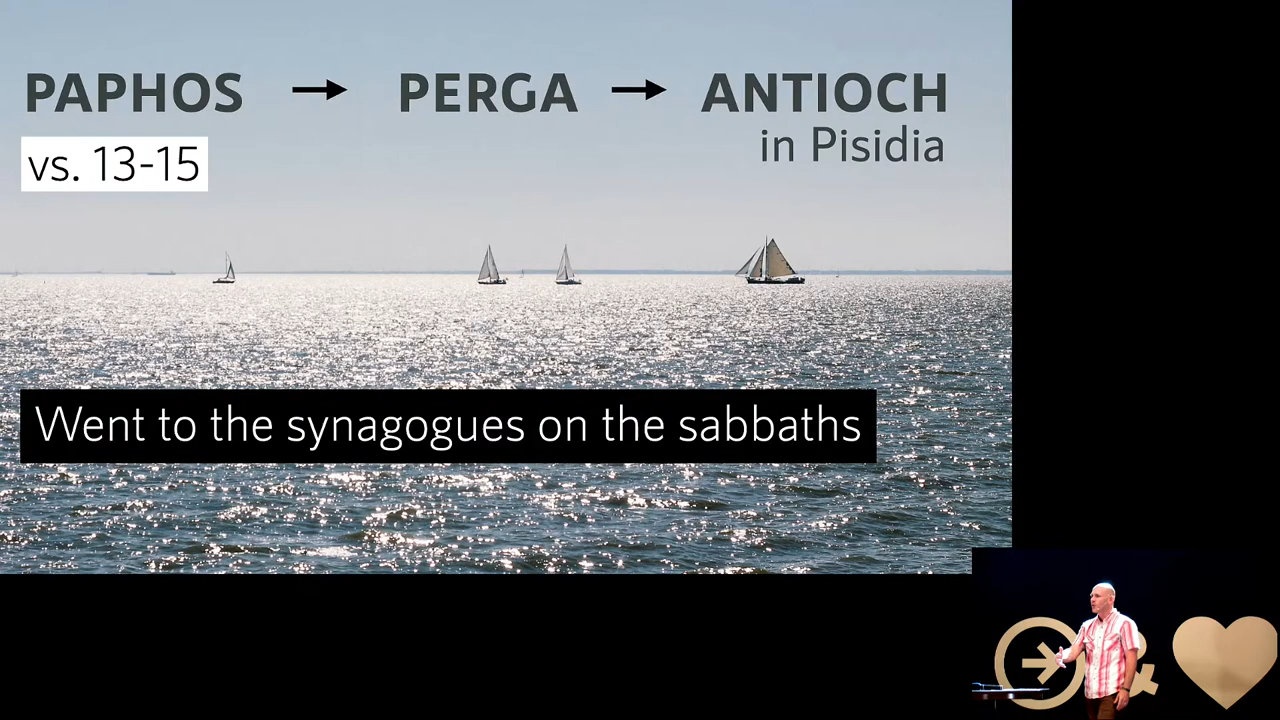 PAPHOS → PERGA → ANTIOCH
in Pisidia
vs. 13-15
Went to the synagogues on the sabbaths
&